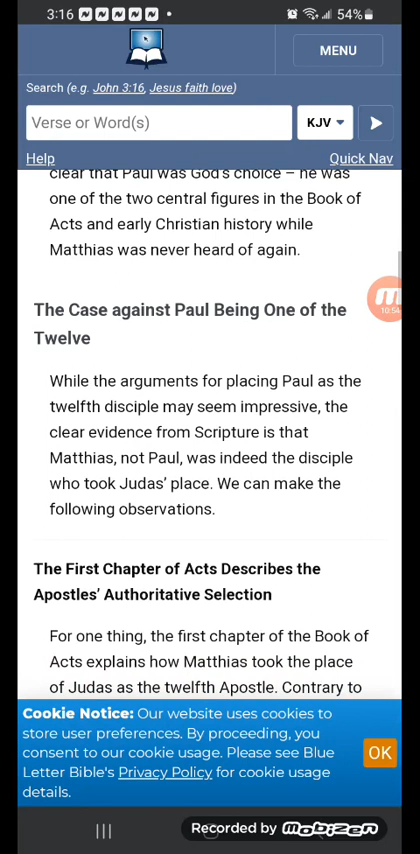 3:16 54%
MENU
Search (e.g. John 3:16, Jesus faith love)
Verse or Word(s) KJV
Help Quick Nav
clear that Paul was God's choice – he was
one of the two central figures in the Book of
Acts and early Christian history while
Matthias was never heard of again.
10:54
The Case against Paul Being One of the
Twelve
While the arguments for placing Paul as the
twelfth disciple may seem impressive, the
clear evidence from Scripture is that
Matthias, not Paul, was indeed the disciple
who took Judas' place. We can make the
following observations.
The First Chapter of Acts Describes the
Apostles' Authoritative Selection
For one thing, the first chapter of the Book of
Acts explains how Matthias took the place
of Judas as the twelfth Apostle. Contrary to
Cookie Notice: Our website uses cookies to
store user preferences. By proceeding, you
consent to our cookie usage. Please see Blue
Letter Bible's Privacy Policy for cookie usage
details.
OK
Recorded by mobizen